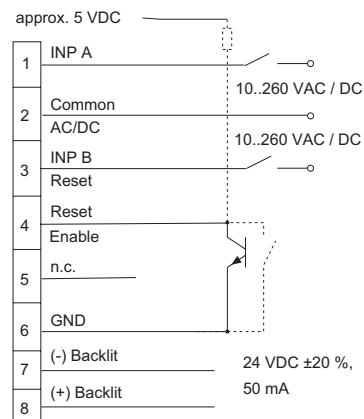 approx. 5 VDC
1 INP A
10..260 VAC / DC
2 Common
AC/DC
10..260 VAC / DC
3 INP B
Reset
4 Reset
Enable
5 n.c.
6 GND
7 (-) Backlit
24 VDC ±20 %,
50 mA
8 (+) Backlit